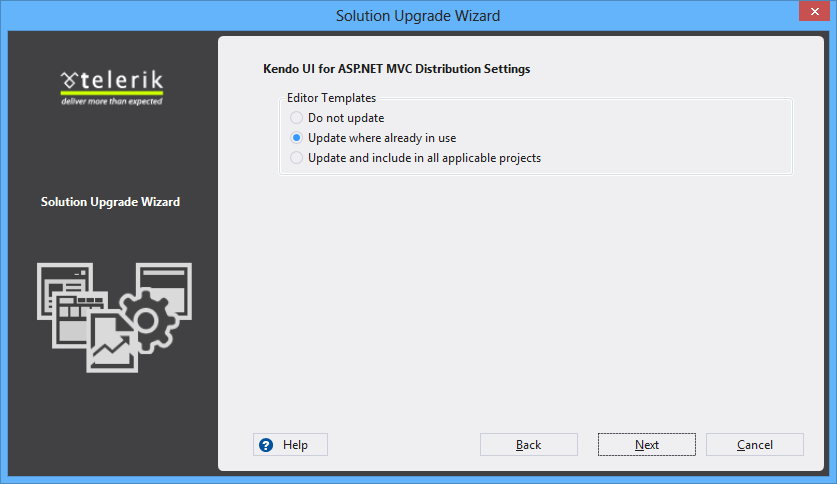 Solution Upgrade Wizard
telerik
deliver more than expected
Solution Upgrade Wizard
Kendo UI for ASP.NET MVC Distribution Settings
Editor Templates
Do not update
Update where already in use
Update and include in all applicable projects
? Help
Back
Next
Cancel